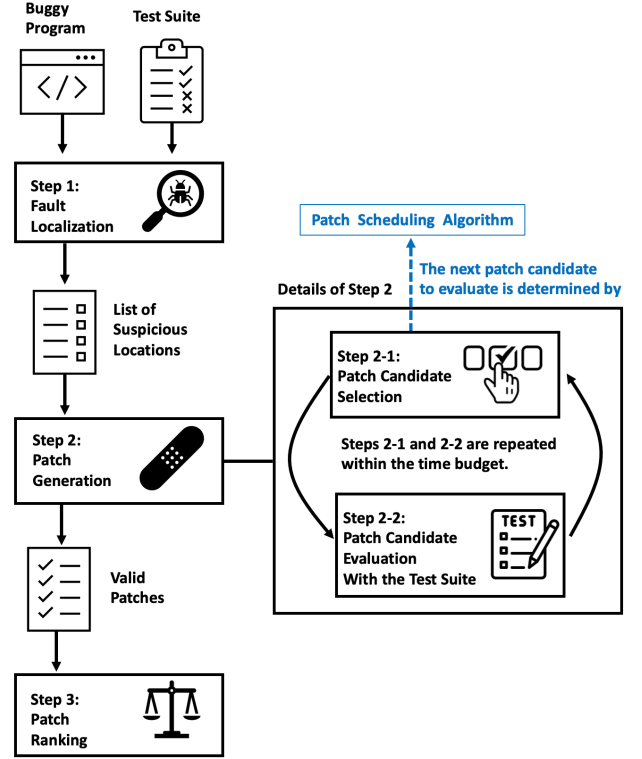 Buggy
Program
Test Suite
</>
Step 1:
Fault
Localization
Patch Scheduling Algorithm
The next patch candidate
to evaluate is determined by
Details of Step 2
List of
Suspicious
Locations
Step 2-1:
Patch Candidate
Selection
Step 2:
Patch
Generation
Steps 2-1 and 2-2 are repeated
within the time budget.
Step 2-2:
Patch Candidate
Evaluation
With the Test Suite
TEST
Valid
Patches
Step 3:
Patch
Ranking